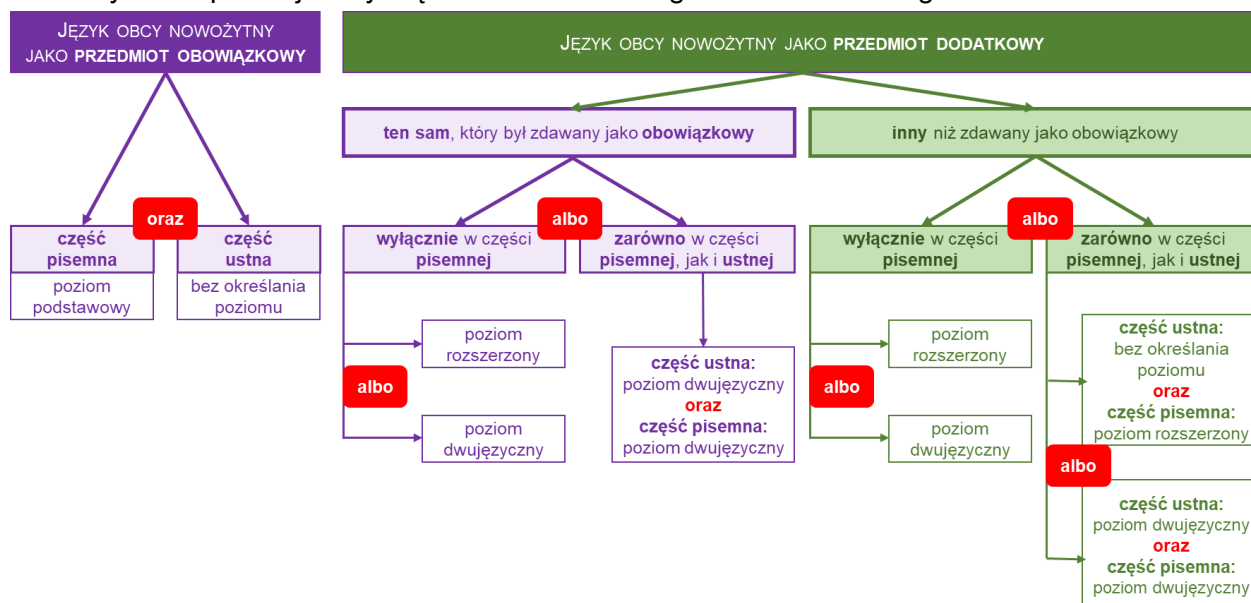 JĘZYK OBCY NOWOŻYTNY
JAKO PRZEDMIOT OBOWIĄZKOWY
JĘZYK OBCY NOWOŻYTNY JAKO PRZEDMIOT DODATKOWY
ten sam, który był zdawany jako obowiązkowy
inny niż zdawany jako obowiązkowy
oraz
część
pisemna
poziom
podstawowy
część
ustna
bez określania
poziomu
albo
wyłącznie w części
pisemnej
zarówno w części
pisemnej, jak i ustnej
poziom
rozszerzony
albo
poziom
dwujęzyczny
część ustna:
poziom dwujęzyczny
oraz
część pisemna:
poziom dwujęzyczny
albo
wyłącznie w części
pisemnej
zarówno w części
pisemnej, jak i ustnej
poziom
rozszerzony
albo
poziom
dwujęzyczny
część ustna:
bez określania
poziomu
oraz
część pisemna:
poziom rozszerzony
albo
część ustna:
poziom dwujęzyczny
oraz
część pisemna:
poziom dwujęzyczny